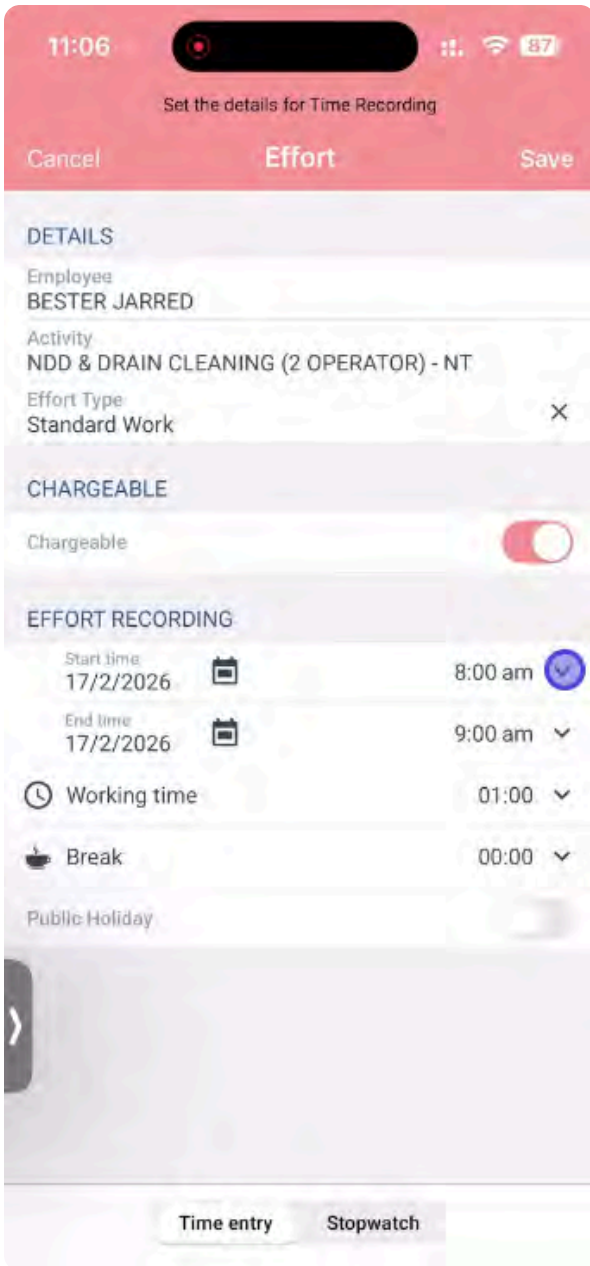 11:06
87
Set the details for Time Recording
Cancel Effort Save
DETAILS
Employee
BESTER JARRED
Activity
NDD & DRAIN CLEANING (2 OPERATOR) - NT
Effort Type
Standard Work
CHARGEABLE
Chargeable
EFFORT RECORDING
Start time
17/2/2026 8:00 am
End time
17/2/2026 9:00 am
Working time 01:00
Break 00:00
Public Holiday
Time entry Stopwatch